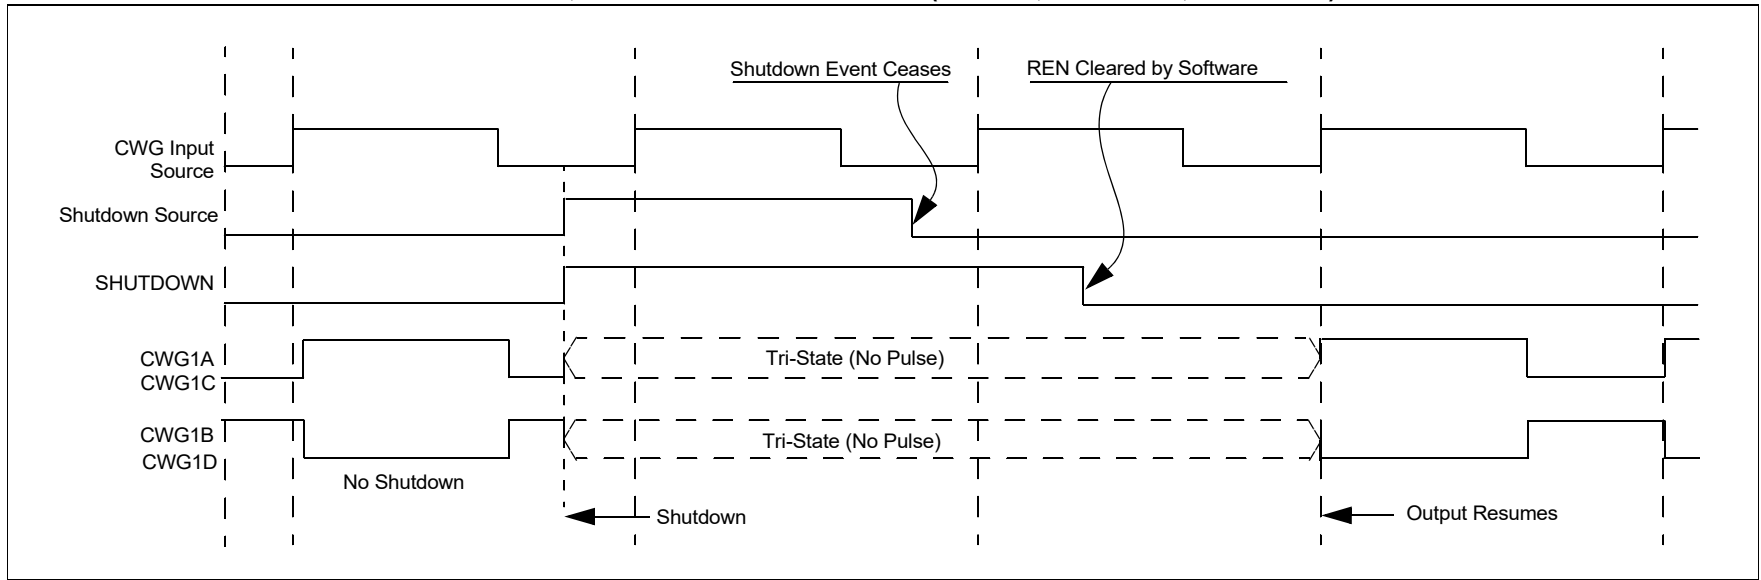 Shutdown Event Ceases
REN Cleared by Software
CWG Input
Source
Shutdown Source
SHUTDOWN
CWG1A
CWG1C
Tri-State (No Pulse)
CWG1B
CWG1D
Tri-State (No Pulse)
No Shutdown
Shutdown
Output Resumes